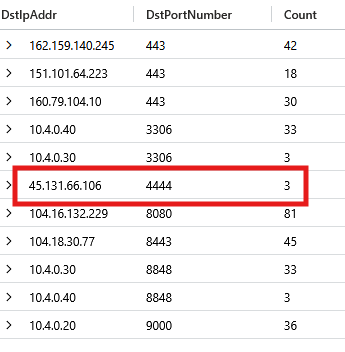 DstIpAddr DstPortNumber Count
162.159.140.245 443 42
151.101.64.223 443 18
160.79.104.10 443 30
10.4.0.40 3306 33
10.4.0.30 3306 3
45.131.66.106 4444 3
104.16.132.229 8080 81
104.18.30.77 8443 45
10.4.0.30 8848 33
10.4.0.40 8848 3
10.4.0.20 9000 36